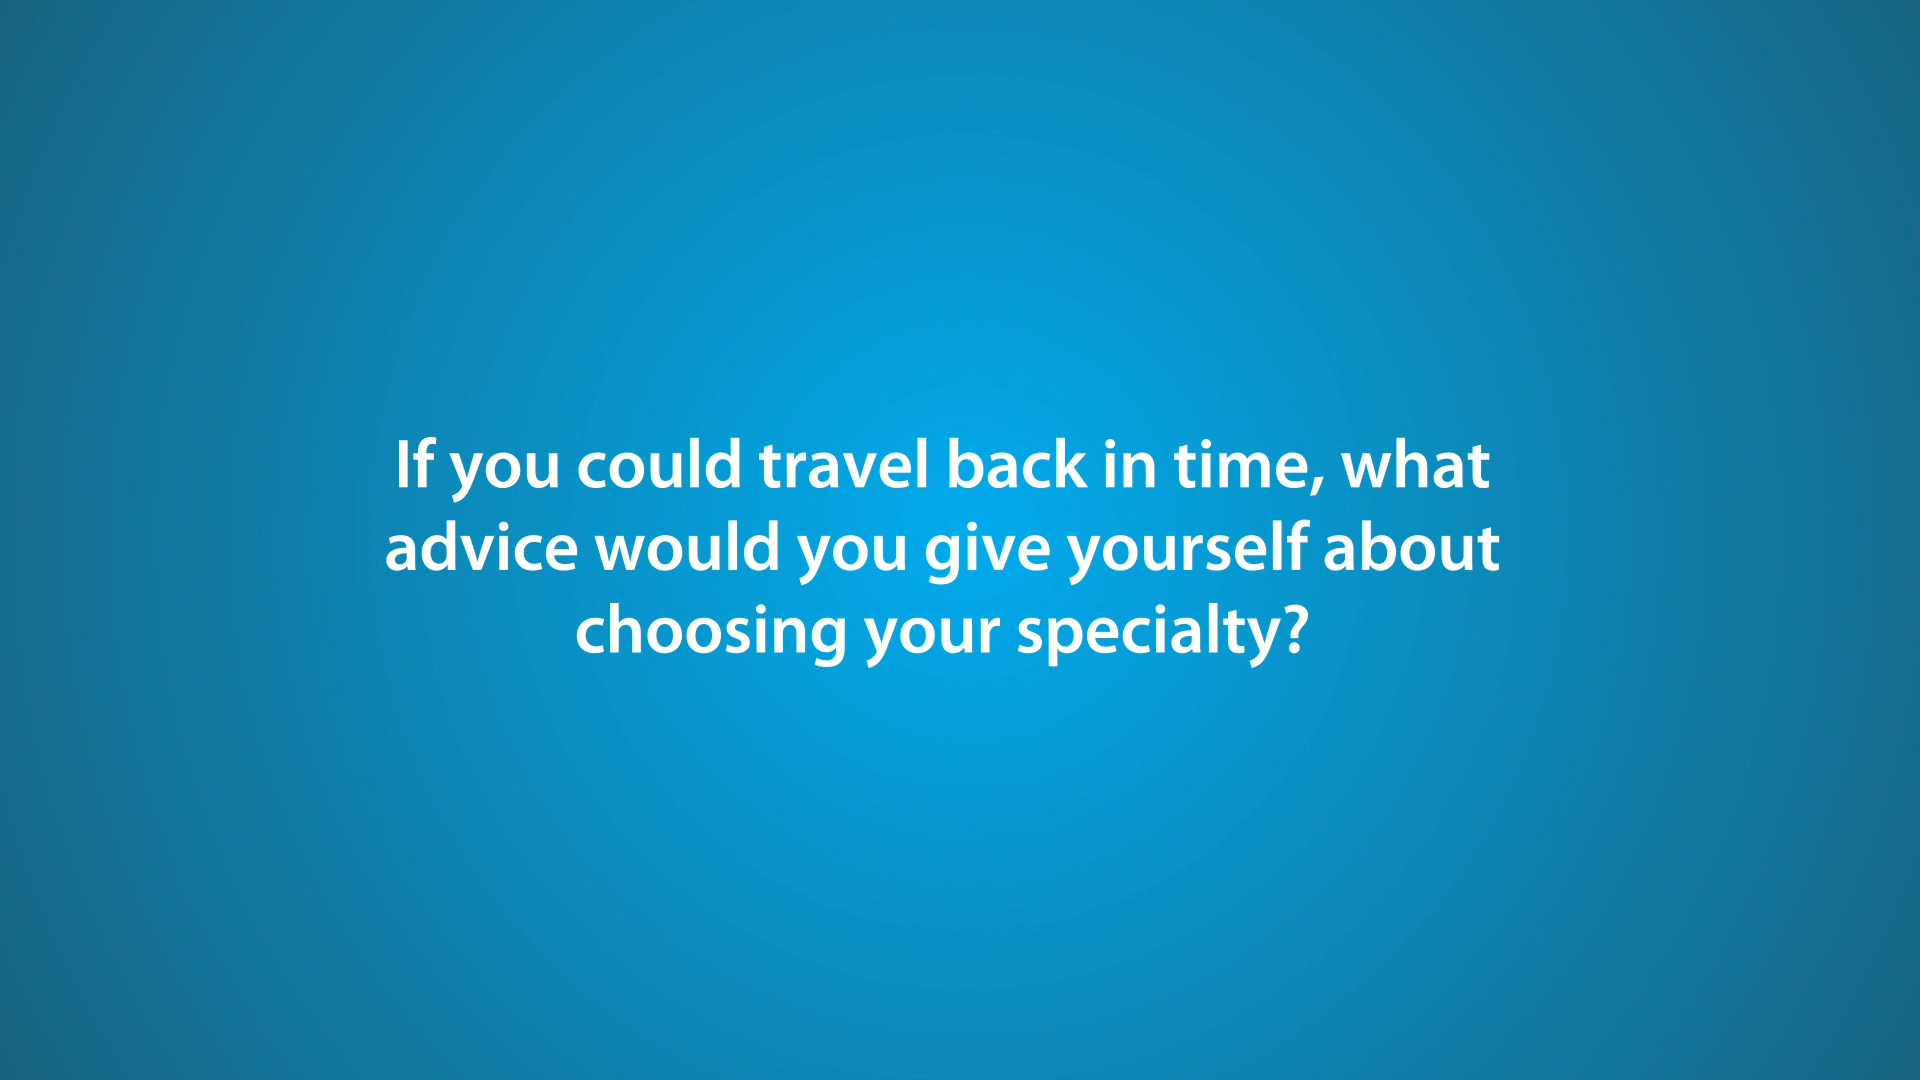 If you could travel back in time, what
advice would you give yourself about
choosing your specialty?